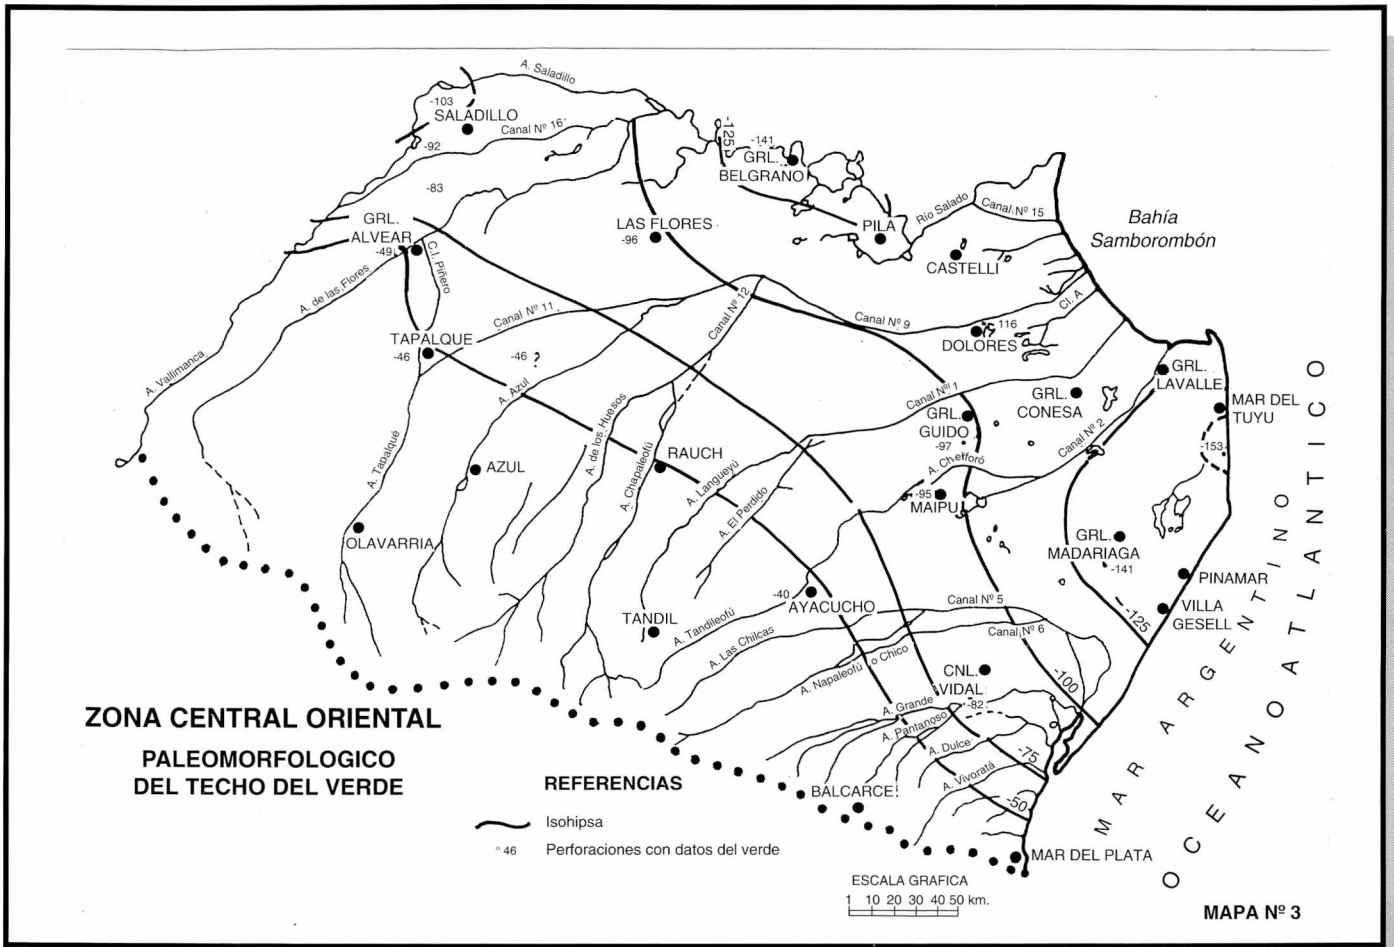 A. Saladillo
-103
SALADILLO
Canal Nº 16
-92
-83
-125
-141
GRL.
BELGRANO
GRL.
ALVEAR
-49
LAS FLORES
-96
PILA
Río Salado
Canal Nº 15
Bahía
Samborombón
CASTELLI
C.I. Piñero
A. de las Flores
Canal Nº 11
Canal Nº 12
Canal Nº 9
Cl. A
116
DOLORES
TAPALQUE
-46
-46 ?
A. Vallimanca
A. Azul
A. de los Huesos
Canal Nº 1
GRL.
LAVALLE
GRL.
CONESA
MAR DEL
TUYU
GRL.
GUIDO
-97
Canal Nº 2
-153
A. Tapalqué
AZUL
A. Chapaleofú
RAUCH
A. Langueyú
A. El Perdido
A. Chelforó
-95
MAIPU
OLAVARRIA
GRL.
MADARIAGA
-141
PINAMAR
VILLA
GESELL
-125
-40
AYACUCHO
TANDIL
A. Tandileofú
A. Las Chilcas
A. Napaleofú o Chico
Canal Nº 5
Canal Nº 6
CNL.
VIDAL
-82
-100
A. Grande
A. Pantanoso
A. Dulce
A. Vivoratá
-75
-50
BALCARCE
MAR DEL PLATA
MAR ARGENTINO
OCEANO ATLANTICO
ZONA CENTRAL ORIENTAL
PALEOMORFOLOGICO
DEL TECHO DEL VERDE
REFERENCIAS
Isohipsa
° 46 Perforaciones con datos del verde
ESCALA GRAFICA
1 10 20 30 40 50 km.
MAPA Nº 3